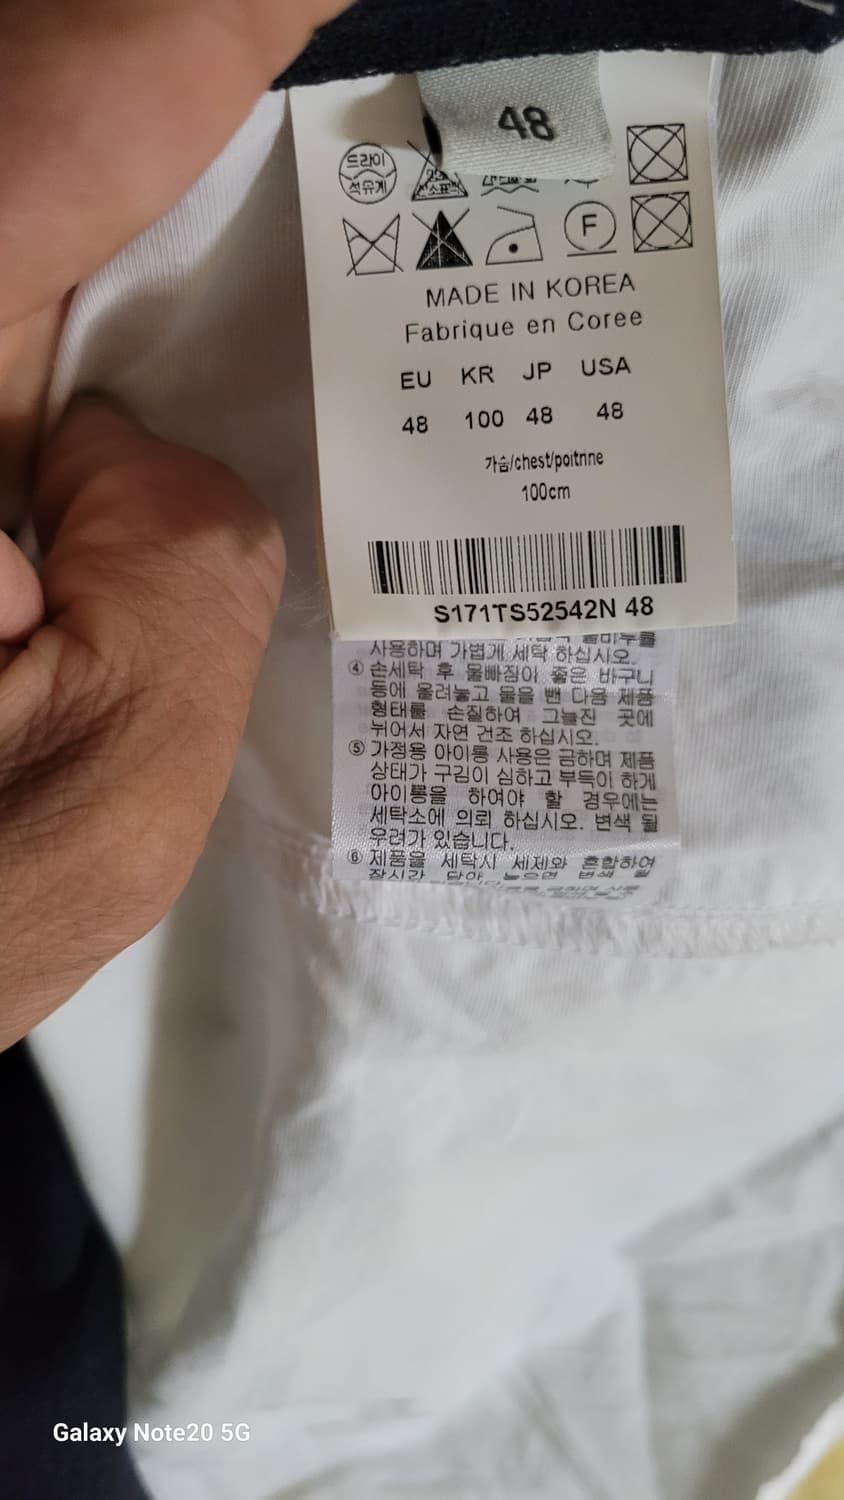 48
드라이
석유계
F
MADE IN KOREA
Fabrique en Coree
EU KR JP USA
48 100 48 48
가슴/chest/poitrine
100cm
S171TS52542N 48
사용하며 가볍게 세탁 하십시오.
④ 손세탁 후 물빠짐이 좋은 바구니
등에 올려놓고 물을 뺀 다음 제품
형태를 손질하여 그늘진 곳에
뉘어서 자연 건조 하십시오.
⑤ 가정용 아이롱 사용은 금하며 제품
상태가 구김이 심하고 부득이 하게
아이롱을 하여야 할 경우에는
세탁소에 의뢰 하십시오. 변색 될
우려가 있습니다.
⑥ 제품을 세탁시 세제와 혼합하여
Galaxy Note20 5G